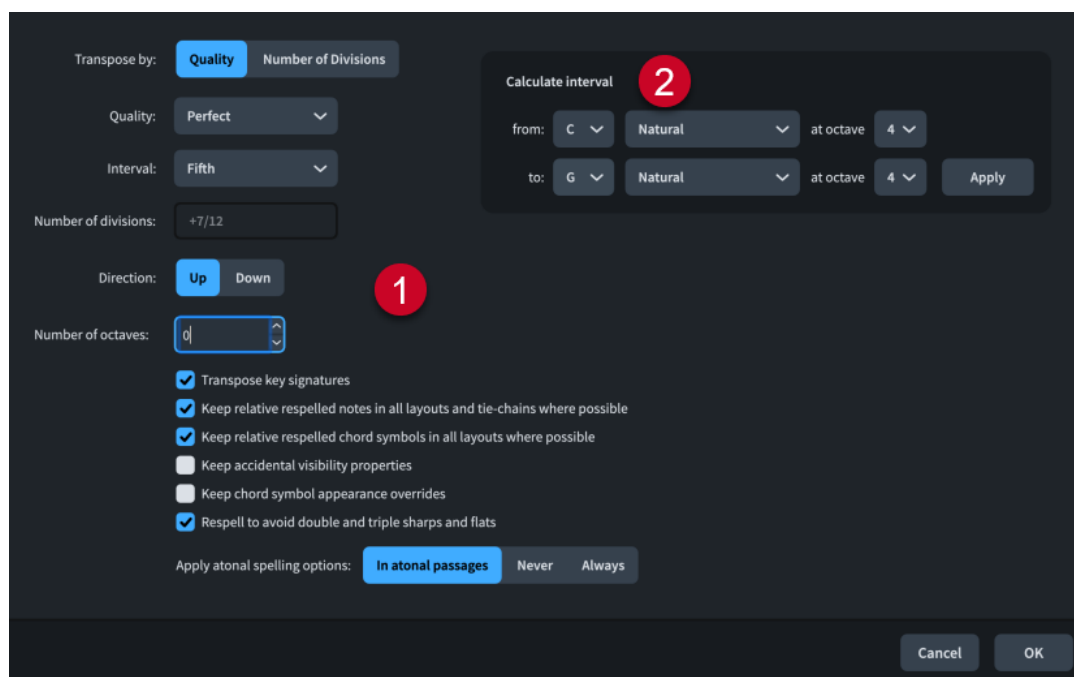 Transpose by: Quality Number of Divisions
Calculate interval 2
Quality: Perfect
from: C Natural at octave 4
Interval: Fifth
to: G Natural at octave 4 Apply
Number of divisions: +7/12
Direction: Up Down
1
Number of octaves: 0
Transpose key signatures
Keep relative respelled notes in all layouts and tie-chains where possible
Keep relative respelled chord symbols in all layouts where possible
Keep accidental visibility properties
Keep chord symbol appearance overrides
Respell to avoid double and triple sharps and flats
Apply atonal spelling options: In atonal passages Never Always
Cancel OK